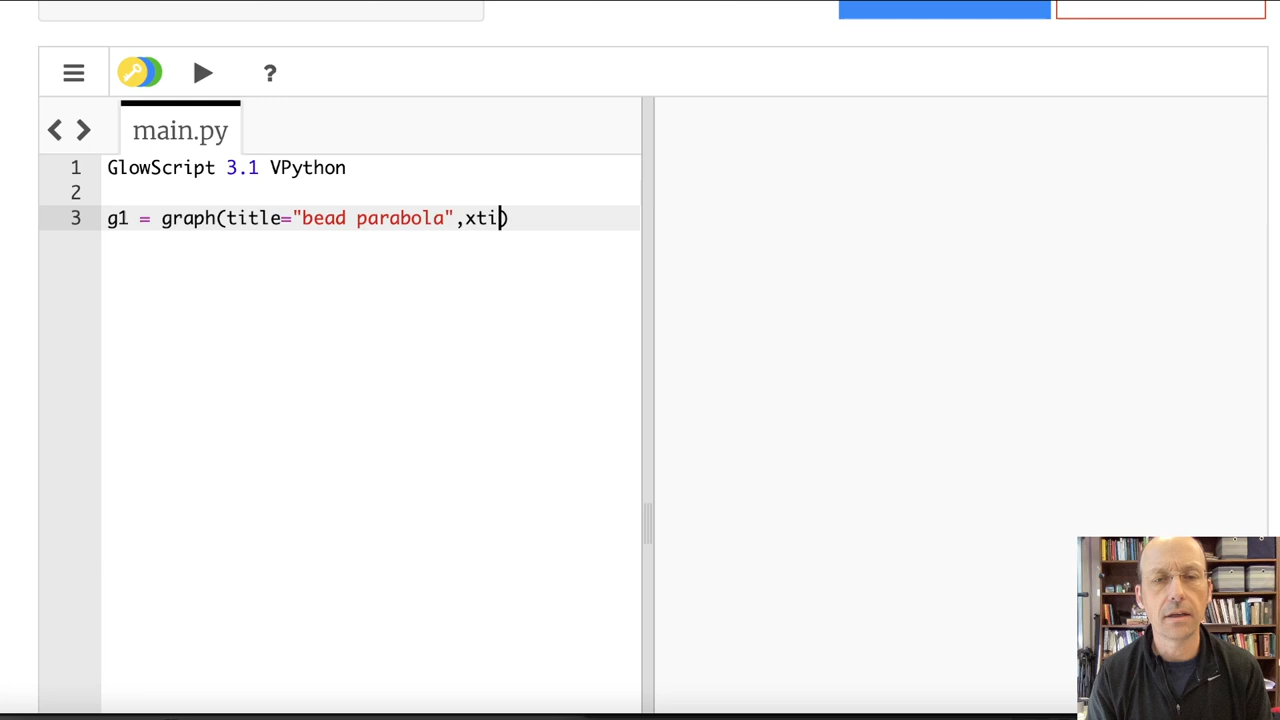 main.py
1 GlowScript 3.1 VPython
2
3 g1 = graph(title="bead parabola",xti)